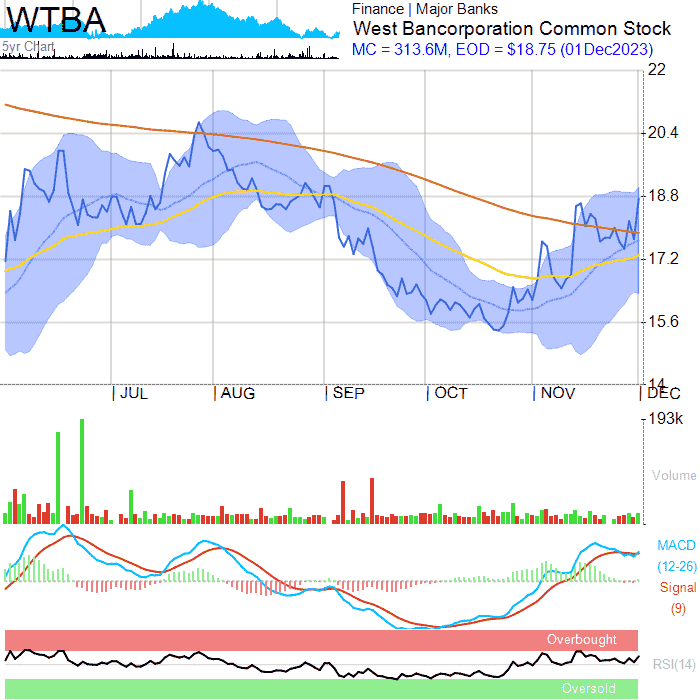 WTBA
5yr Chart
Finance | Major Banks
West Bancorporation Common Stock
MC = 313.6M, EOD = $18.75 (01Dec2023)
22
20.4
18.8
17.2
15.6
14
JUL
AUG
SEP
OCT
NOV
DEC
193k
Volume
MACD
(12-26)
Signal
(9)
Overbought
RSI(14)
Oversold